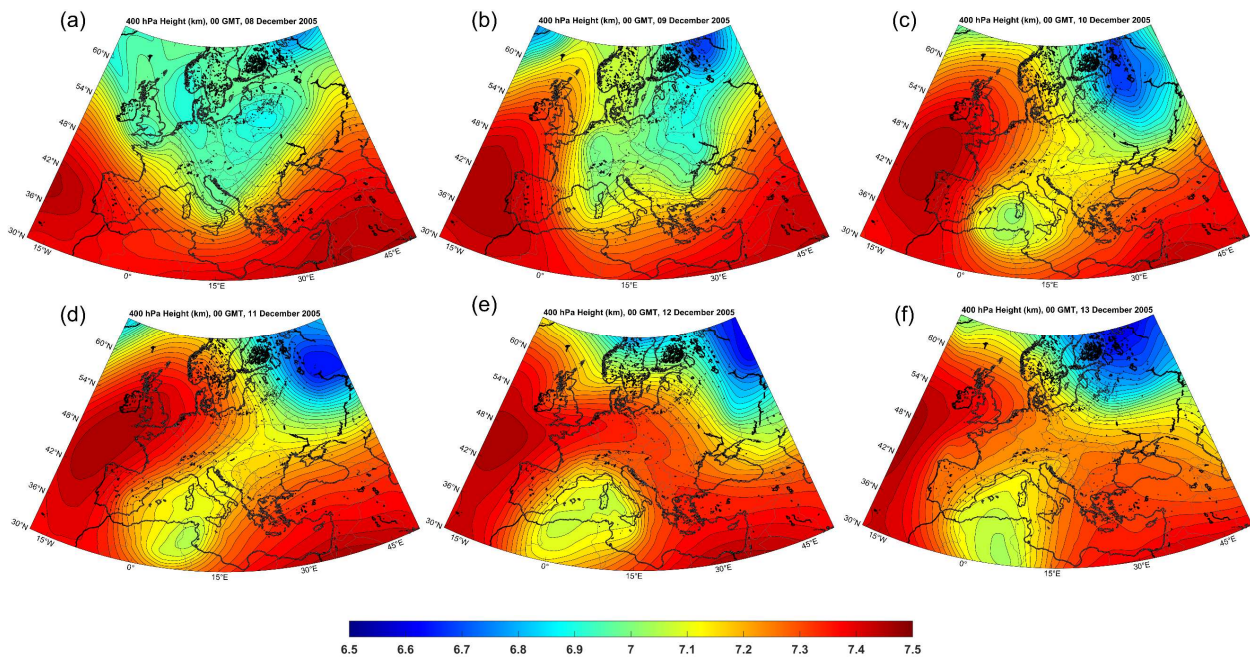 (a)
400 hPa Height (km), 00 GMT, 08 December 2005
60°N
54°N
48°N
42°N
36°N
30°N
15°W
0°
15°E
30°E
45°E
(b)
400 hPa Height (km), 00 GMT, 09 December 2005
60°N
54°N
48°N
42°N
36°N
30°N
15°W
0°
15°E
30°E
45°E
(c)
400 hPa Height (km), 00 GMT, 10 December 2005
60°N
54°N
48°N
42°N
36°N
30°N
15°W
0°
15°E
30°E
45°E
(d)
400 hPa Height (km), 00 GMT, 11 December 2005
60°N
54°N
48°N
42°N
36°N
30°N
15°W
0°
15°E
30°E
45°E
(e)
400 hPa Height (km), 00 GMT, 12 December 2005
60°N
54°N
48°N
42°N
36°N
30°N
15°W
0°
15°E
30°E
45°E
(f)
400 hPa Height (km), 00 GMT, 13 December 2005
60°N
54°N
48°N
42°N
36°N
30°N
15°W
0°
15°E
30°E
45°E
6.5 6.6 6.7 6.8 6.9 7 7.1 7.2 7.3 7.4 7.5